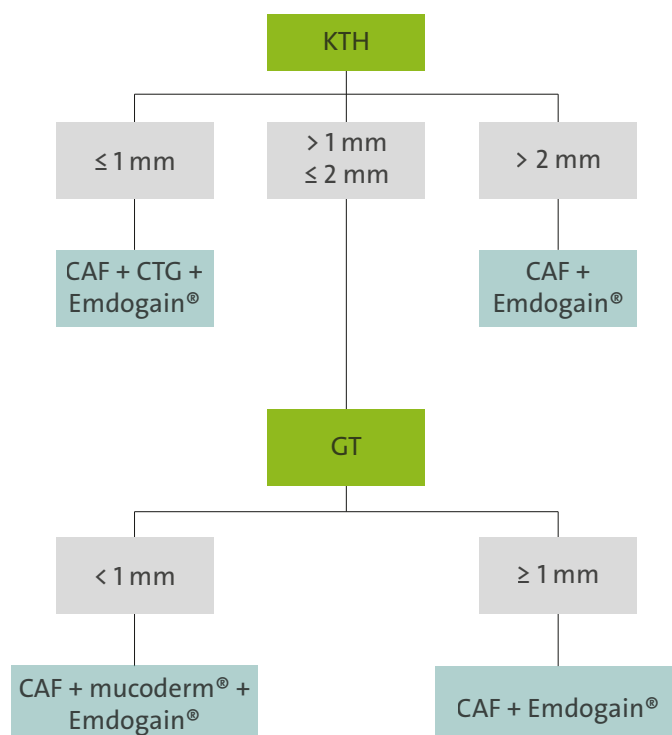 KTH
≤ 1 mm
> 1 mm
≤ 2 mm
> 2 mm
CAF + CTG +
Emdogain®
CAF +
Emdogain®
GT
< 1 mm
≥ 1 mm
CAF + mucoderm® +
Emdogain®
CAF + Emdogain®